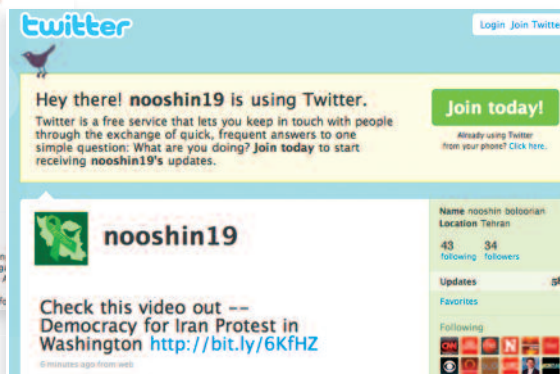 twitter
Login Join Twitte
Hey there! nooshin19 is using Twitter.
Twitter is a free service that lets you keep in touch with people
through the exchange of quick, frequent answers to one
simple question: What are you doing? Join today to start
receiving nooshin19's updates.
Join today!
Already using Twitter
from your phone? Click here.
nooshin19
Check this video out --
Democracy for Iran Protest in
Washington http://bit.ly/6KfHZ
6 minutes ago from web
Name nooshin boloorian
Location Tehran
43 34
following followers
Updates
Favorites
Following
CNN